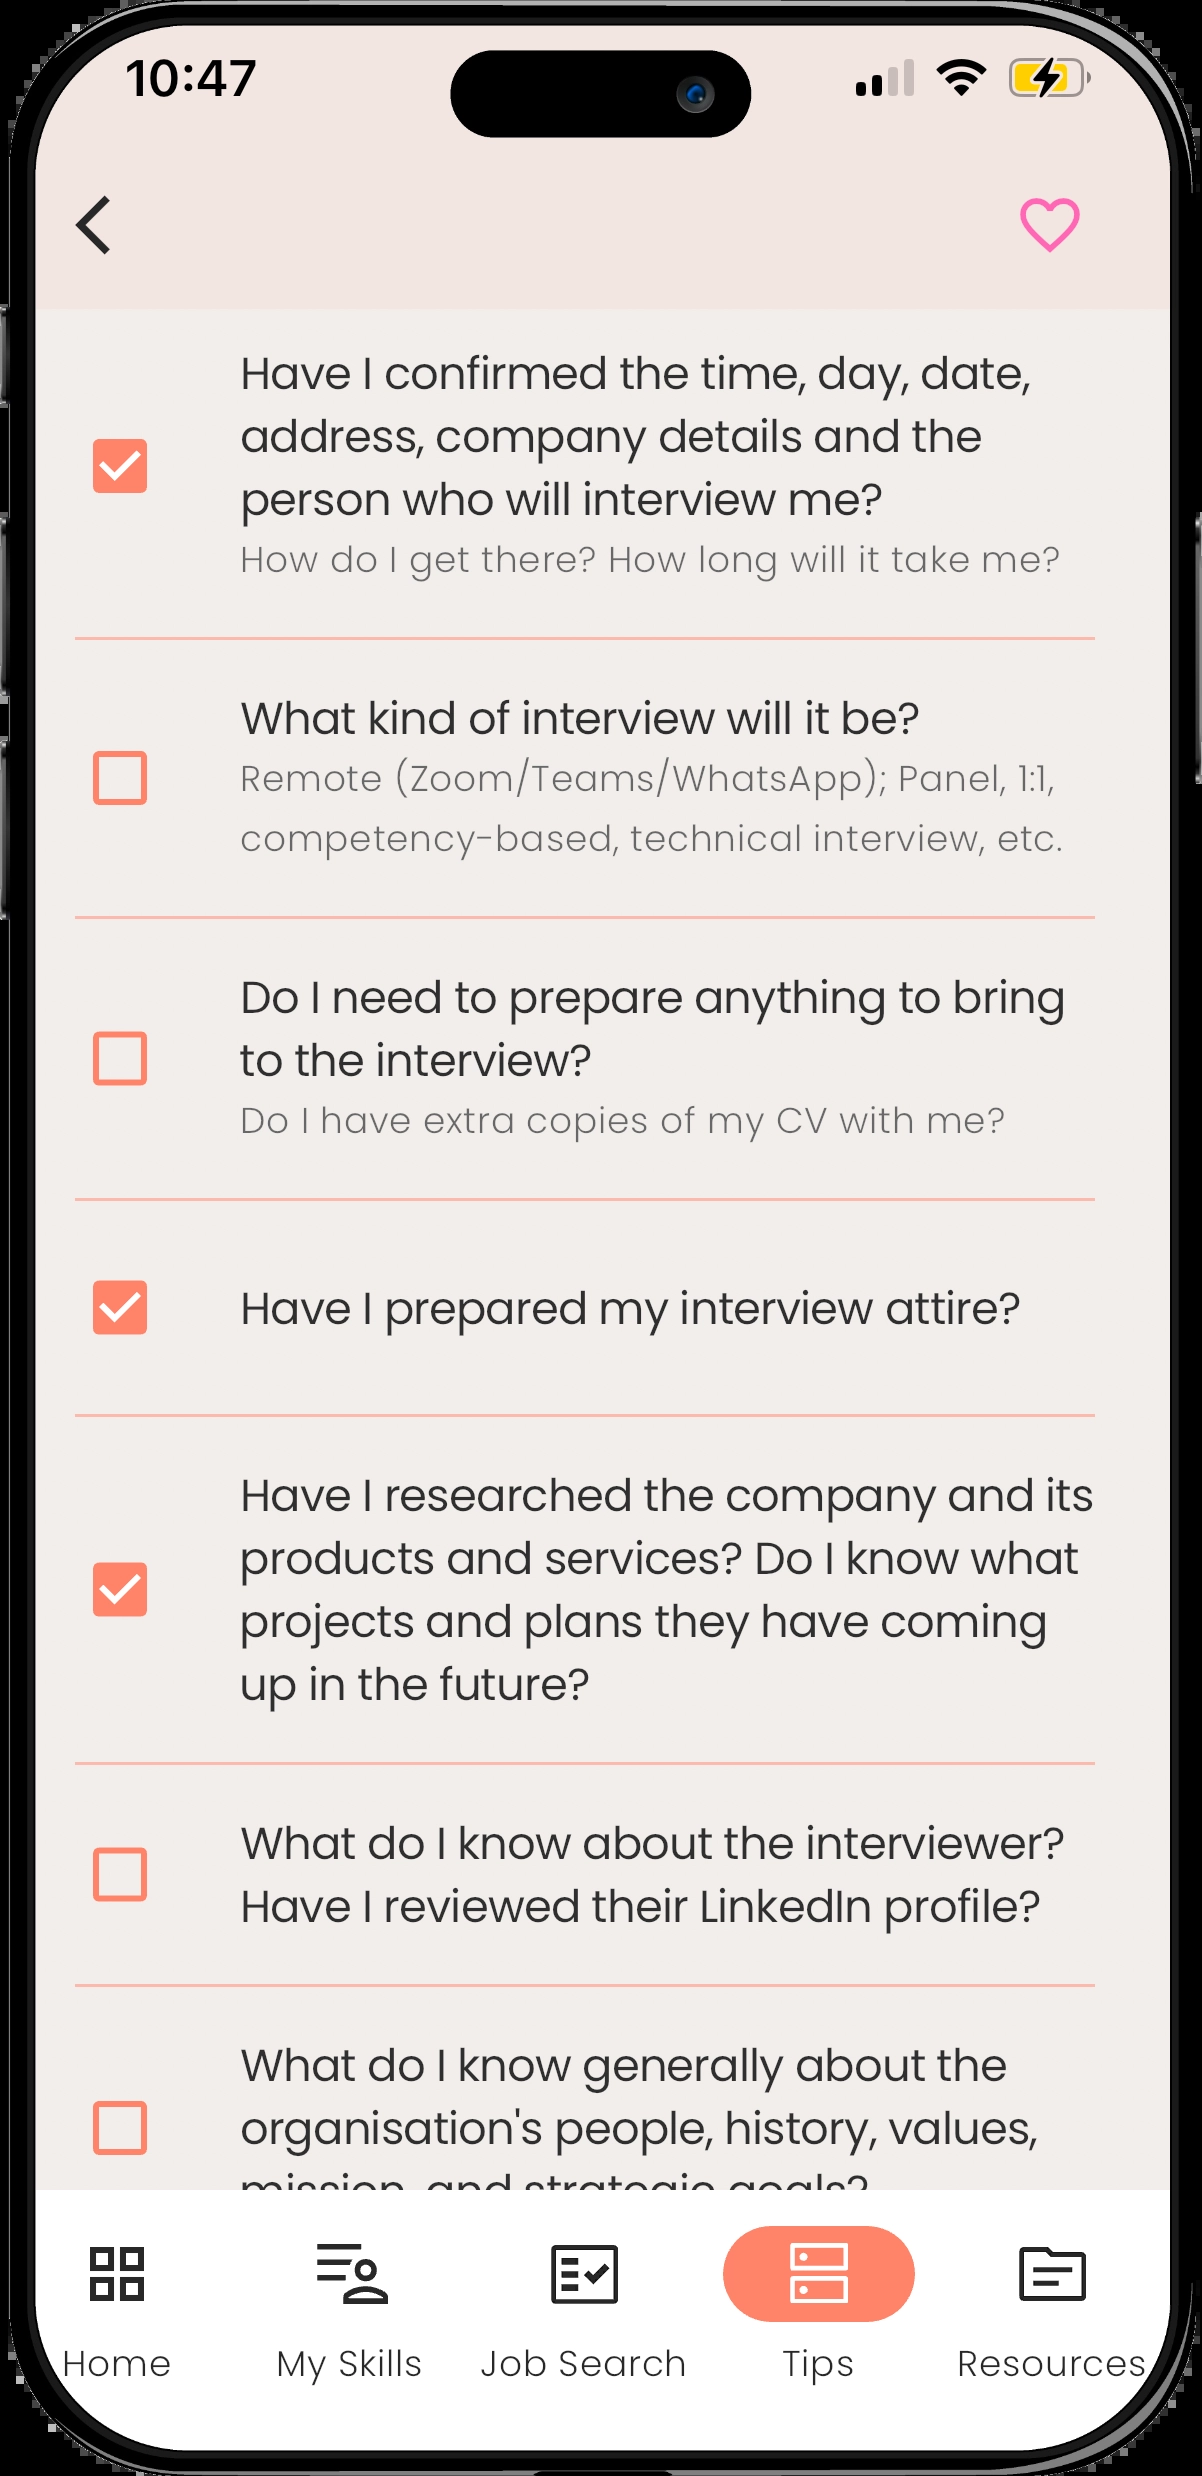 10:47
Have I confirmed the time, day, date,
address, company details and the
person who will interview me?
How do I get there? How long will it take me?
What kind of interview will it be?
Remote (Zoom/Teams/WhatsApp); Panel, 1:1,
competency-based, technical interview, etc.
Do I need to prepare anything to bring
to the interview?
Do I have extra copies of my CV with me?
Have I prepared my interview attire?
Have I researched the company and its
products and services? Do I know what
projects and plans they have coming
up in the future?
What do I know about the interviewer?
Have I reviewed their LinkedIn profile?
What do I know generally about the
organisation's people, history, values,
mission, and strategic goals?
Home
My Skills
Job Search
Tips
Resources